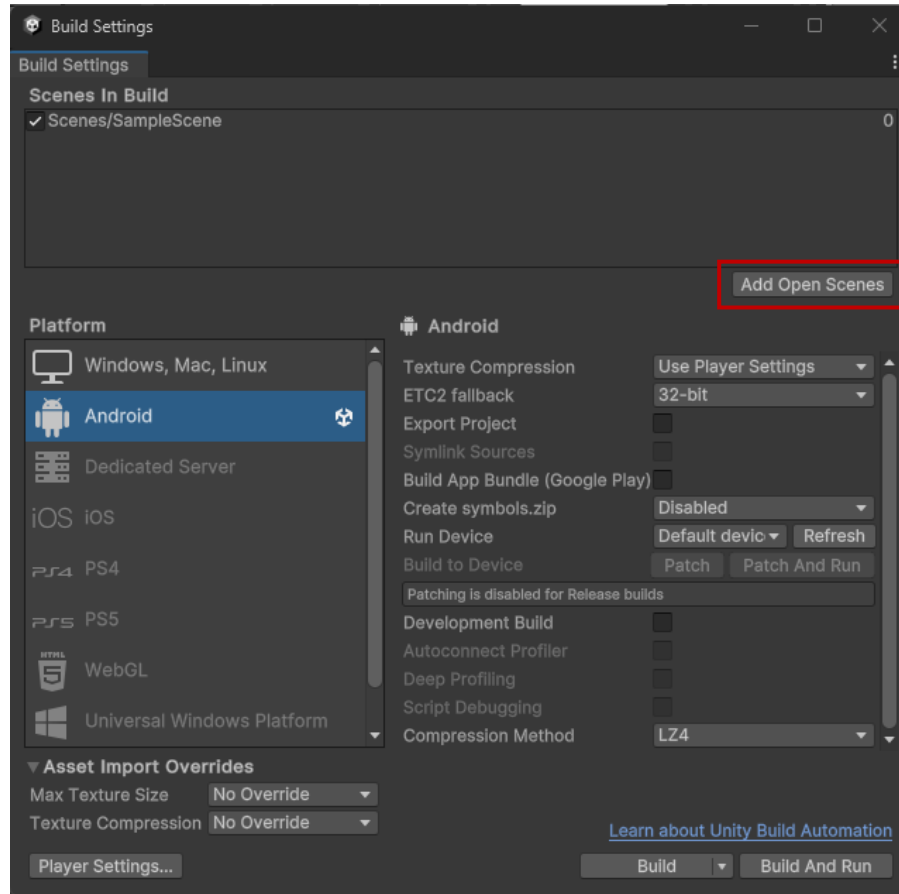 Build Settings
Build Settings
Scenes In Build
Scenes/SampleScene 0
Add Open Scenes
Platform
Windows, Mac, Linux
Android
Dedicated Server
iOS iOS
PS4 PS4
PS5 PS5
HTML 5 WebGL
Universal Windows Platform
Android
Texture Compression Use Player Settings
ETC2 fallback 32-bit
Export Project
Symlink Sources
Build App Bundle (Google Play)
Create symbols.zip Disabled
Run Device Default devic Refresh
Build to Device Patch Patch And Run
Patching is disabled for Release builds
Development Build
Autoconnect Profiler
Deep Profiling
Script Debugging
Compression Method LZ4
Asset Import Overrides
Max Texture Size No Override
Texture Compression No Override
Learn about Unity Build Automation
Player Settings... Build Build And Run